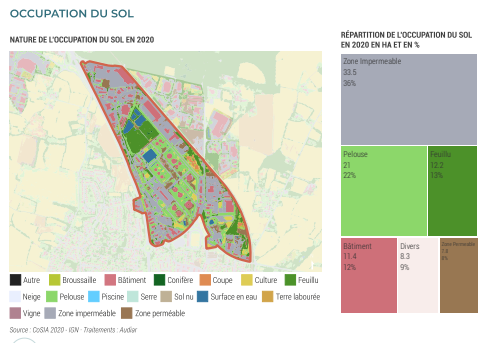 OCCUPATION DU SOL
NATURE DE L'OCCUPATION DU SOL EN 2020
RÉPARTITION DE L'OCCUPATION DU SOL
EN 2020 EN HA ET EN %
Zone Impermeable
33.5
36%
Pelouse
21
22%
Feuillu
12.2
13%
Bâtiment
11.4
12%
Divers
8.3
9%
Zone Perméable
Autre Broussaille Bâtiment Conifère Coupe Culture Feuillu
Neige Pelouse Piscine Serre Sol nu Surface en eau Terre labourée
Vigne Zone imperméable Zone perméable
Source : CoSIA 2020 - IGN · Traitements : Audiar